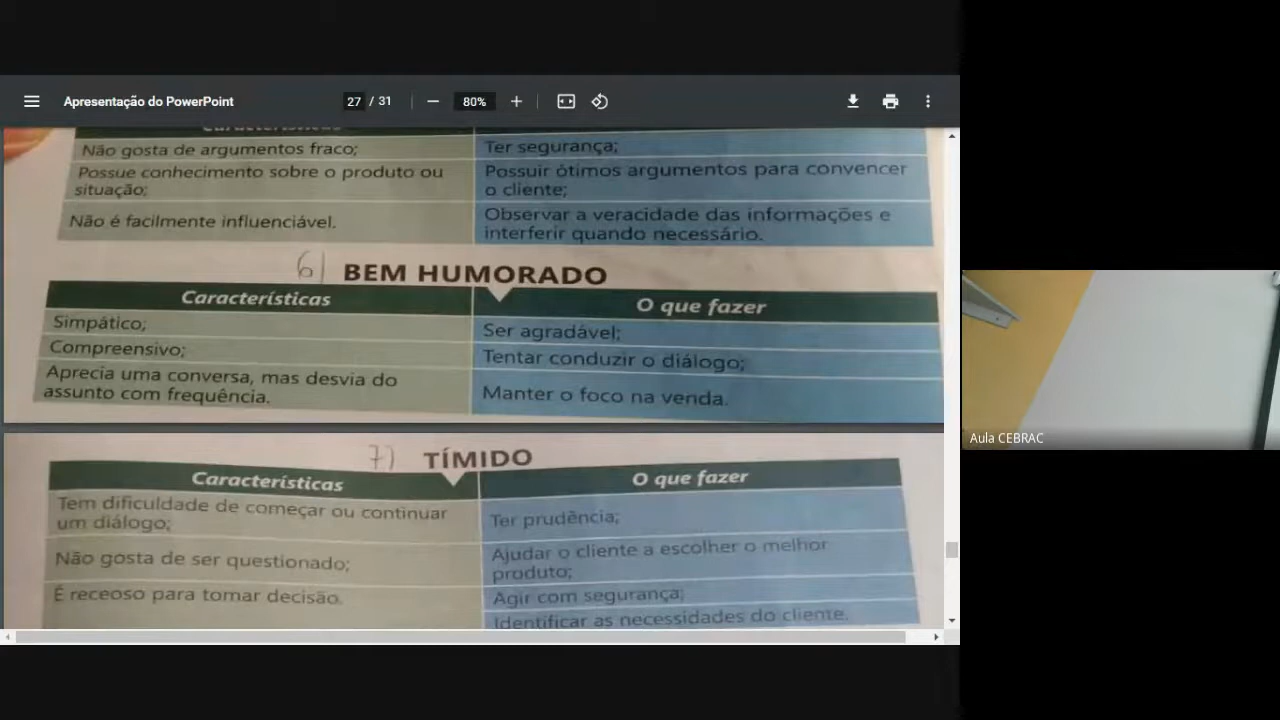 Apresentação do PowerPoint
27 / 31
80%
Características
Não gosta de argumentos fraco;
Ter segurança;
Possue conhecimento sobre o produto ou
situação;
Possuir ótimos argumentos para convencer
o cliente;
Não é facilmente influenciável.
Observar a veracidade das informações e
interferir quando necessário.
6) BEM HUMORADO
Características
O que fazer
Simpático;
Ser agradável;
Compreensivo;
Tentar conduzir o diálogo;
Aprecia uma conversa, mas desvia do
assunto com frequência.
Manter o foco na venda.
7) TÍMIDO
Características
O que fazer
Tem dificuldade de começar ou continuar
um diálogo;
Ter prudência;
Não gosta de ser questionado;
Ajudar o cliente a escolher o melhor
produto;
É receoso para tomar decisão.
Agir com segurança;
Identificar as necessidades do cliente.
Aula CEBRAC